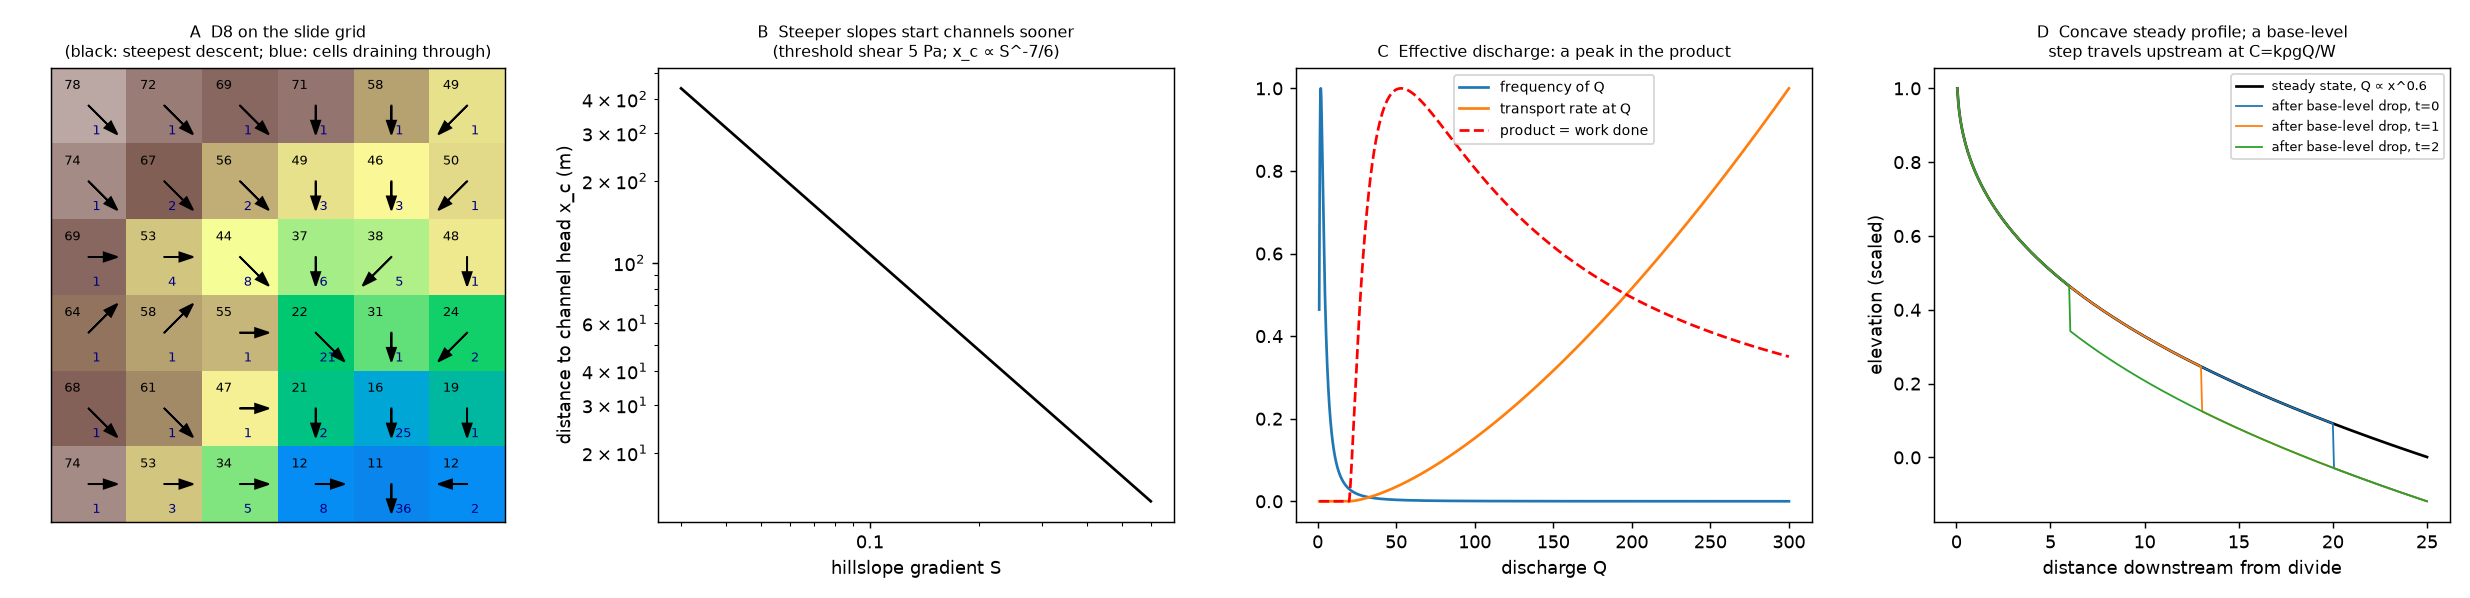 A  D8 on the slide grid
(black: steepest descent; blue: cells draining through)
78 72 69 71 58 49
1 1 1 1 1 1
74 67 56 49 46 50
1 2 2 3 3 1
69 53 44 37 38 48
1 4 8 6 5 1
64 58 55 22 31 24
1 1 1 21 1 2
68 61 47 21 16 19
1 1 1 2 25 1
74 53 34 12 11 12
1 3 5 8 36 2
B  Steeper slopes start channels sooner
(threshold shear 5 Pa; x_c ∝ S^-7/6)
distance to channel head x_c (m)
4 × 10²
3 × 10²
2 × 10²
10²
6 × 10¹
4 × 10¹
3 × 10¹
2 × 10¹
0.1
hillslope gradient S
C  Effective discharge: a peak in the product
frequency of Q
transport rate at Q
product = work done
1.0
0.8
0.6
0.4
0.2
0.0
0 50 100 150 200 250 300
discharge Q
D  Concave steady profile; a base-level
step travels upstream at C=kρgQ/W
steady state, Q ∝ x^0.6
after base-level drop, t=0
after base-level drop, t=1
after base-level drop, t=2
elevation (scaled)
1.0
0.8
0.6
0.4
0.2
0.0
0 5 10 15 20 25
distance downstream from divide